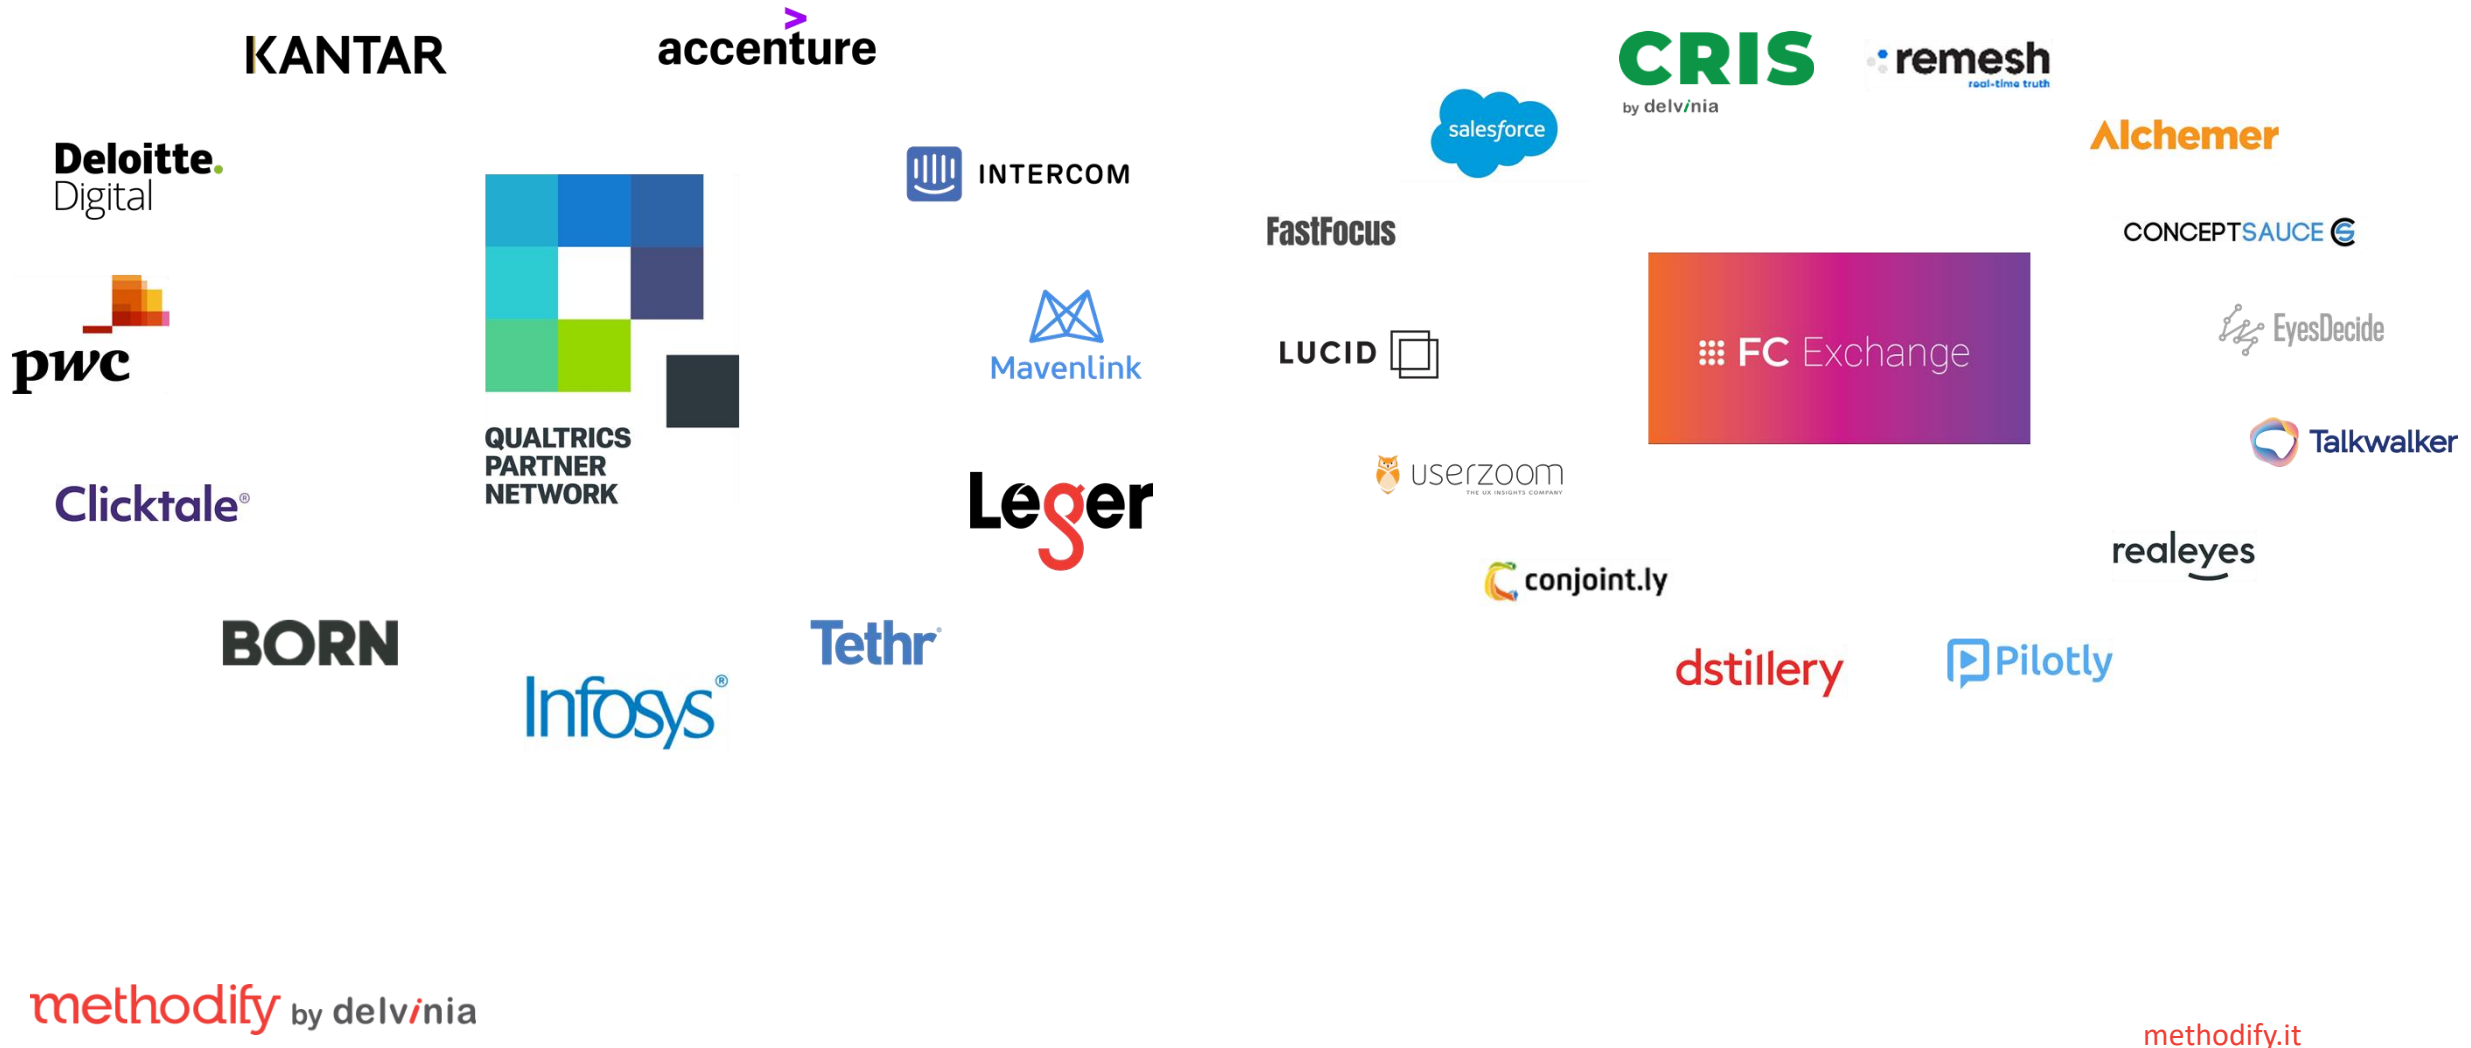 KANTAR
accenture
Deloitte.
Digital
INTERCOM
pwc
QUALTRICS
PARTNER
NETWORK
Mavenlink
Clicktale®
Leger
BORN
Tethr
Infosys®
CRIS
by delvinia
remesh
real-time truth
salesforce
Alchemer
FastFocus
CONCEPTSAUCE
LUCID
FC Exchange
EyesDecide
userzoom
THE UX INSIGHTS COMPANY
Talkwalker
conjoint.ly
realeyes
dstillery
Pilotly
methodify by delvinia
methodify.it